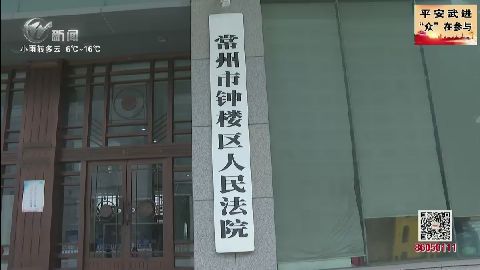 新闻
小雨转多云 6℃~16℃
平安武进
“众”在参与
常州市钟楼区人民法院
86050111